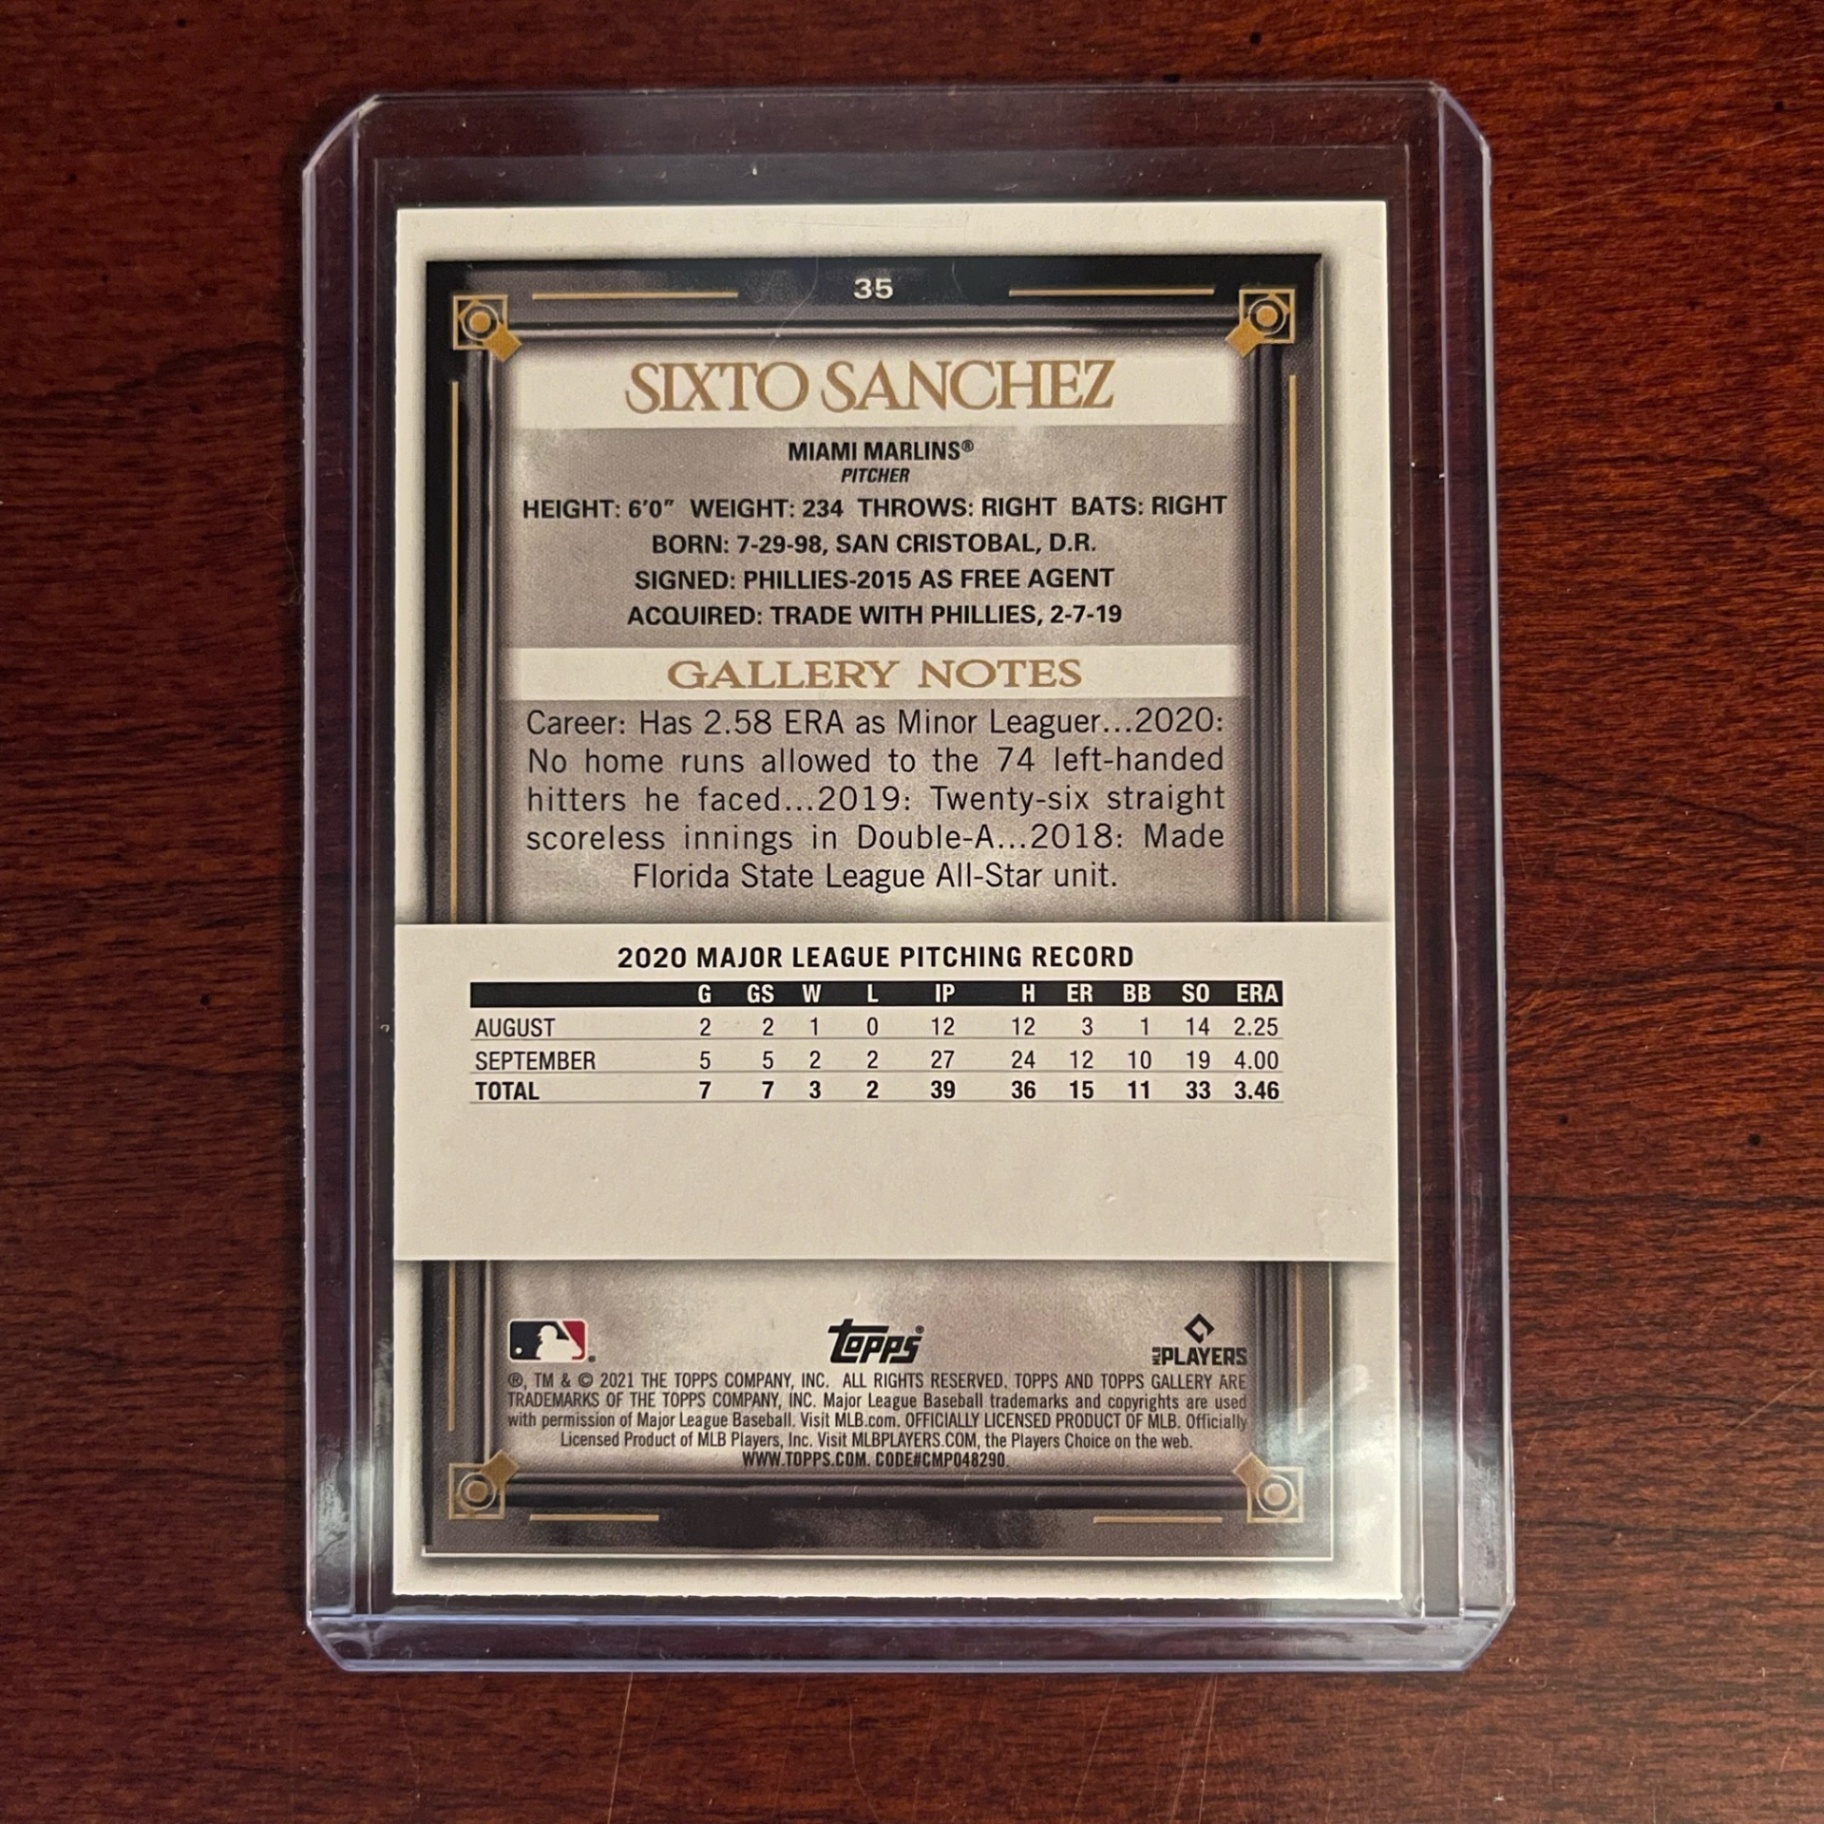 35
SIXTO SANCHEZ
MIAMI MARLINS®
PITCHER
HEIGHT: 6'0" WEIGHT: 234 THROWS: RIGHT BATS: RIGHT
BORN: 7-29-98, SAN CRISTOBAL, D.R.
SIGNED: PHILLIES-2015 AS FREE AGENT
ACQUIRED: TRADE WITH PHILLIES, 2-7-19
GALLERY NOTES
Career: Has 2.58 ERA as Minor Leaguer...2020:
No home runs allowed to the 74 left-handed
hitters he faced...2019: Twenty-six straight
scoreless innings in Double-A...2018: Made
Florida State League All-Star unit.
2020 MAJOR LEAGUE PITCHING RECORD
G GS W L IP H ER BB SO ERA
AUGUST 2 2 1 0 12 12 3 1 14 2.25
SEPTEMBER 5 5 2 2 27 24 12 10 19 4.00
TOTAL 7 7 3 2 39 36 15 11 33 3.46
Topps® MLB PLAYERS
®, TM & © 2021 THE TOPPS COMPANY, INC. ALL RIGHTS RESERVED. TOPPS AND TOPPS GALLERY ARE
TRADEMARKS OF THE TOPPS COMPANY, INC. Major League Baseball trademarks and copyrights are used
with permission of Major League Baseball. Visit MLB.com. OFFICIALLY LICENSED PRODUCT OF MLB. Officially
Licensed Product of MLB Players, Inc. Visit MLBPLAYERS.COM, the Players Choice on the web.
WWW.TOPPS.COM. CODE#CMP048290.